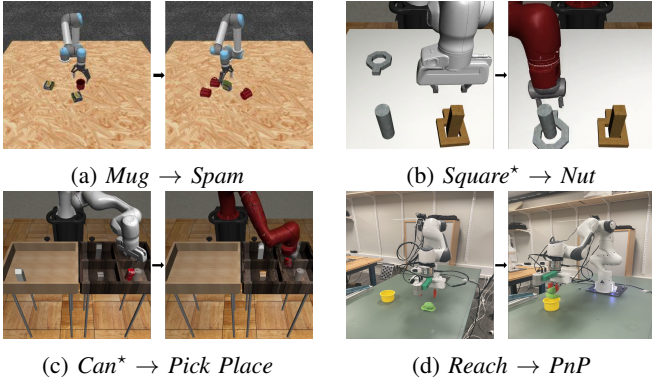 (a) Mug → Spam
(b) Square⋆ → Nut
(c) Can⋆ → Pick Place
(d) Reach → PnP